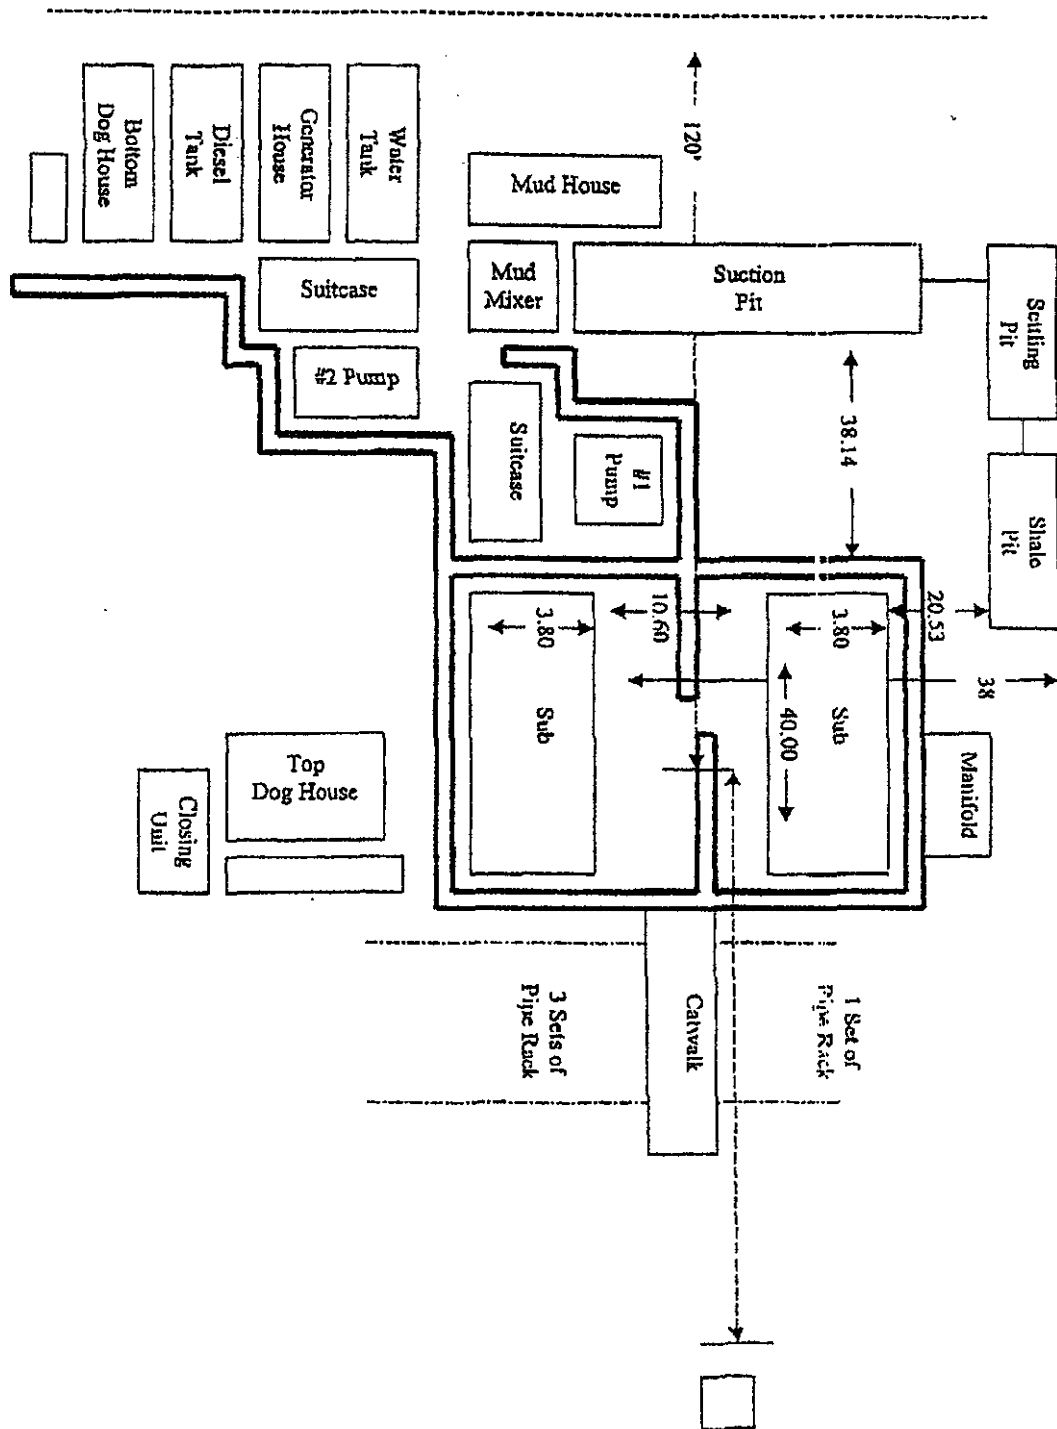 120'
Mud House
Water
Tank
Generator
House
Diesel
Tank
Bottom
Dog House
Suitcase
Mud
Mixer
Suction
Pit
Settling
Pit
#2 Pump
Suitcase
#1
Pump
38.14
Shale
Pit
3.80
10.60
3.80
20.53
38
Sub
40.00
Sub
Manifold
Top
Dog House
Closing
Unit
3 Sets of
Pipe Rack
Catwalk
1 Set of
Pipe Rack